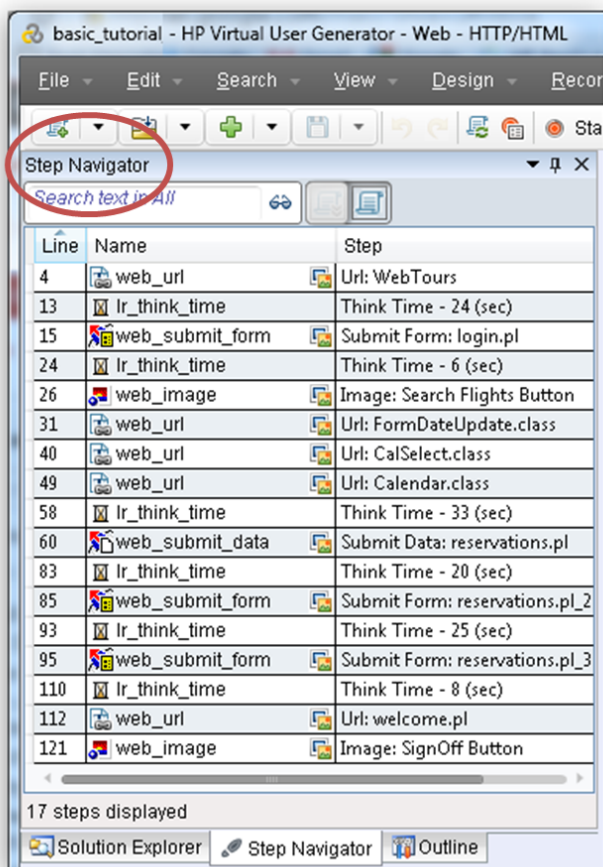 basic_tutorial - HP Virtual User Generator - Web - HTTP/HTML
File Edit Search View Design Recor
Sta
Step Navigator
Search text in All
Line Name Step
4 web_url Url: WebTours
13 lr_think_time Think Time - 24 (sec)
15 web_submit_form Submit Form: login.pl
24 lr_think_time Think Time - 6 (sec)
26 web_image Image: Search Flights Button
31 web_url Url: FormDateUpdate.class
40 web_url Url: CalSelect.class
49 web_url Url: Calendar.class
58 lr_think_time Think Time - 33 (sec)
60 web_submit_data Submit Data: reservations.pl
83 lr_think_time Think Time - 20 (sec)
85 web_submit_form Submit Form: reservations.pl_2
93 lr_think_time Think Time - 25 (sec)
95 web_submit_form Submit Form: reservations.pl_3
110 lr_think_time Think Time - 8 (sec)
112 web_url Url: welcome.pl
121 web_image Image: SignOff Button
17 steps displayed
Solution Explorer Step Navigator Outline